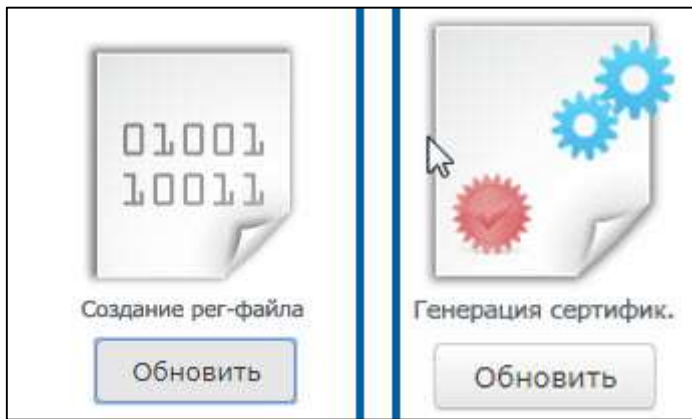 01001
10011
Создание рег-файла
Обновить
Генерация сертифик.
Обновить